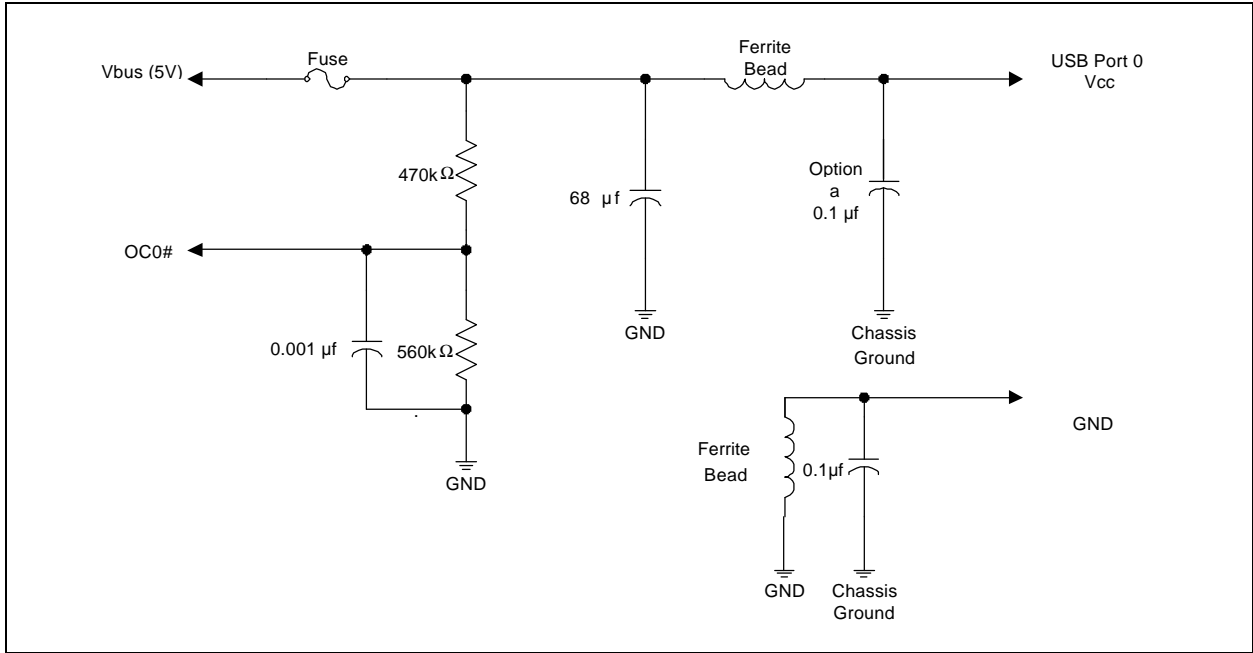 Fuse
Vbus (5V)
Ferrite
Bead
USB Port 0
Vcc
470kΩ
68 µf
Option
a
0.1 µf
OC0#
GND
Chassis
Ground
0.001 µf
560kΩ
GND
Ferrite
Bead
0.1µf
GND
GND
Chassis
Ground